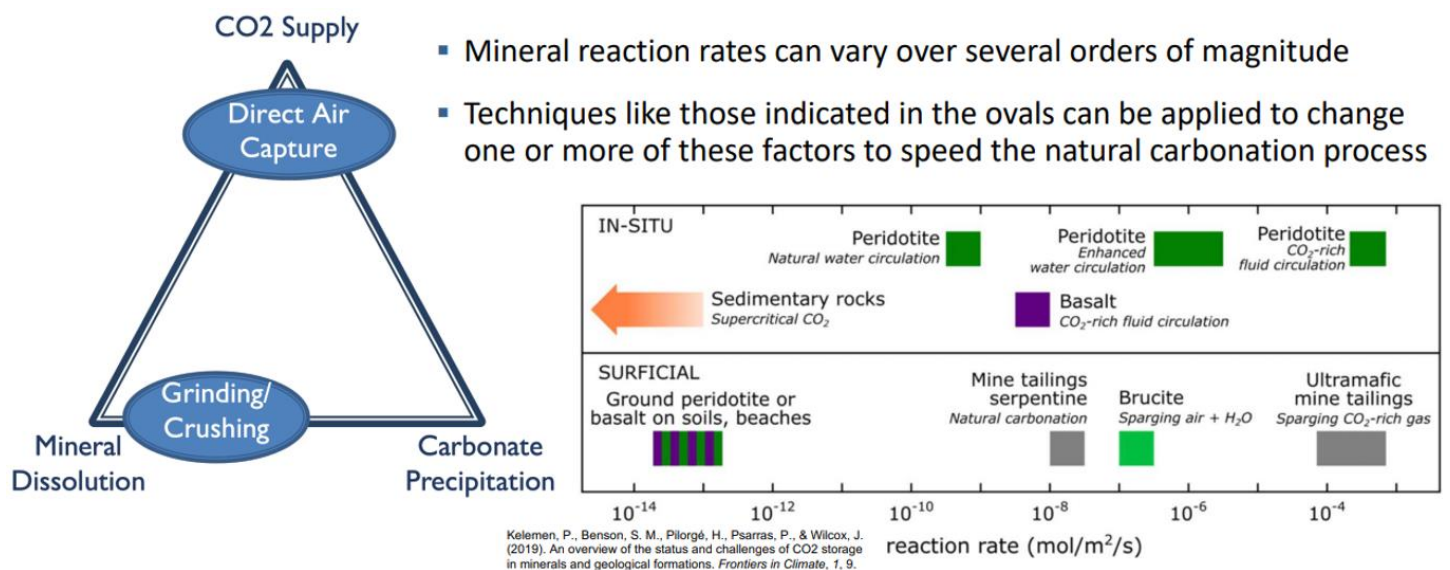 CO2 Supply
Direct Air
Capture
Grinding/
Crushing
Mineral
Dissolution
Carbonate
Precipitation
▪ Mineral reaction rates can vary over several orders of magnitude
▪ Techniques like those indicated in the ovals can be applied to change
one or more of these factors to speed the natural carbonation process
IN-SITU
Peridotite
Natural water circulation
Peridotite
Enhanced
water circulation
Peridotite
CO₂-rich
fluid circulation
Sedimentary rocks
Supercritical CO₂
Basalt
CO₂-rich fluid circulation
SURFICIAL
Ground peridotite or
basalt on soils, beaches
Mine tailings
serpentine
Natural carbonation
Brucite
Sparging air + H₂O
Ultramafic
mine tailings
Sparging CO₂-rich gas
10⁻¹⁴ 10⁻¹² 10⁻¹⁰ 10⁻⁸ 10⁻⁶ 10⁻⁴
reaction rate (mol/m²/s)
Kelemen, P., Benson, S. M., Pilorgé, H., Psarras, P., & Wilcox, J.
(2019). An overview of the status and challenges of CO2 storage
in minerals and geological formations. Frontiers in Climate, 1, 9.